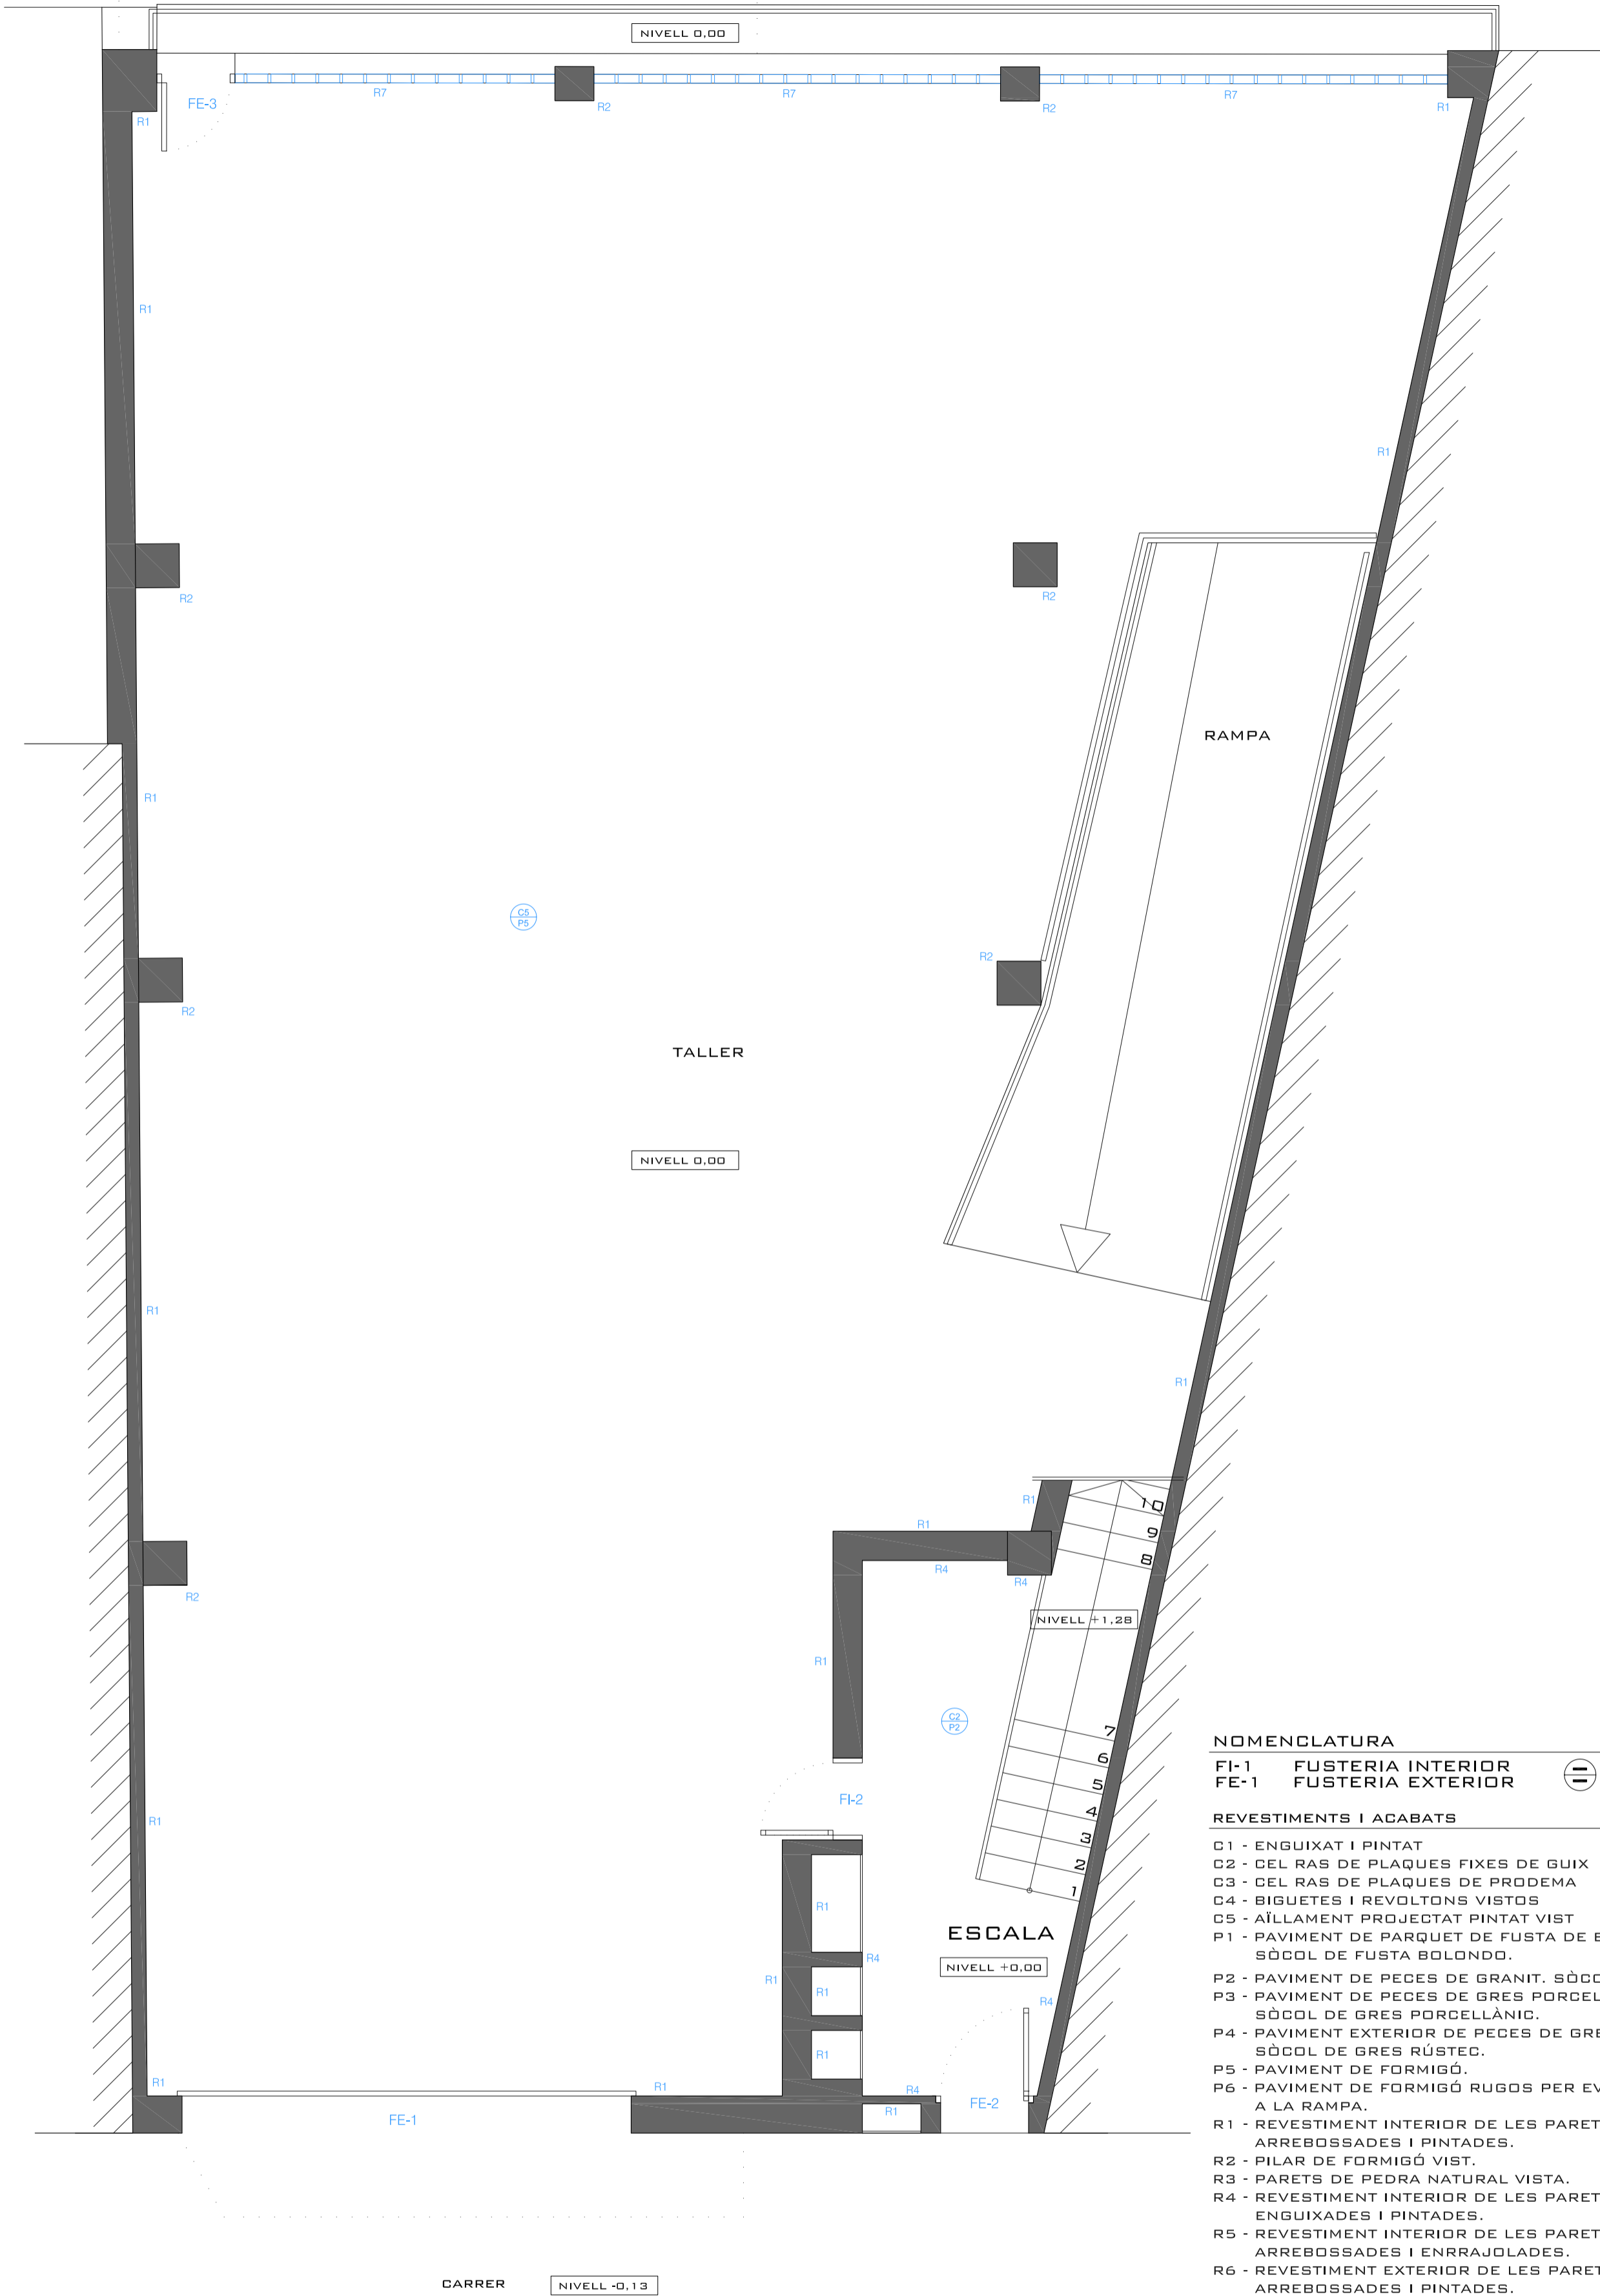 NIVELL 0,00
R7
R7
R7
FE-3
R2
R2
R1
R1
R1
R1
R2
R2
RAMPA
R1
C5
P5
R2
R2
TALLER
NIVELL 0,00
R1
R1
10
R1
R1
9
8
R4
R4
R2
NIVELL +1,28
R1
C2
P2
7
6
5
FI-2
4
R1
3
2
1
R1
ESCALA
R4
NIVELL +0,00
R1
R1
R4
R1
R1
R1
R4
FE-2
R1
FE-1
CARRER
NIVELL -0,13
NOMENCLATURA
FI-1 FUSTERIA INTERIOR
FE-1 FUSTERIA EXTERIOR
REVESTIMENTS I ACABATS
C1 - ENGUIXAT I PINTAT
C2 - CEL RAS DE PLAQUES FIXES DE GUIX
C3 - CEL RAS DE PLAQUES DE PRODEMA
C4 - BIGUETES I REVOLTONS VISTOS
C5 - AÏLLAMENT PROJECTAT PINTAT VIST
P1 - PAVIMENT DE PARQUET DE FUSTA DE
SÒCOL DE FUSTA BOLONDO.
P2 - PAVIMENT DE PECES DE GRANIT.
P3 - PAVIMENT DE PECES DE GRES
SÒCOL DE GRES PORCELLÀNIC.
P4 - PAVIMENT EXTERIOR DE PECES DE
SÒCOL DE GRES RÚSTEC.
P5 - PAVIMENT DE FORMIGÓ.
P6 - PAVIMENT DE FORMIGÓ RUGOS PER
A LA RAMPA.
R1 - REVESTIMENT INTERIOR DE LES PARET
ARREBOSSADES I PINTADES.
R2 - PILAR DE FORMIGÓ VIST.
R3 - PARETS DE PEDRA NATURAL VISTA.
R4 - REVESTIMENT INTERIOR DE LES PARET
ENGUIXADES I PINTADES.
R5 - REVESTIMENT INTERIOR DE LES PARET
ARREBOSSADES I ENRRAJOLADES.
R6 - REVESTIMENT EXTERIOR DE LES PARET
ARREBOSSADES I PINTADES.